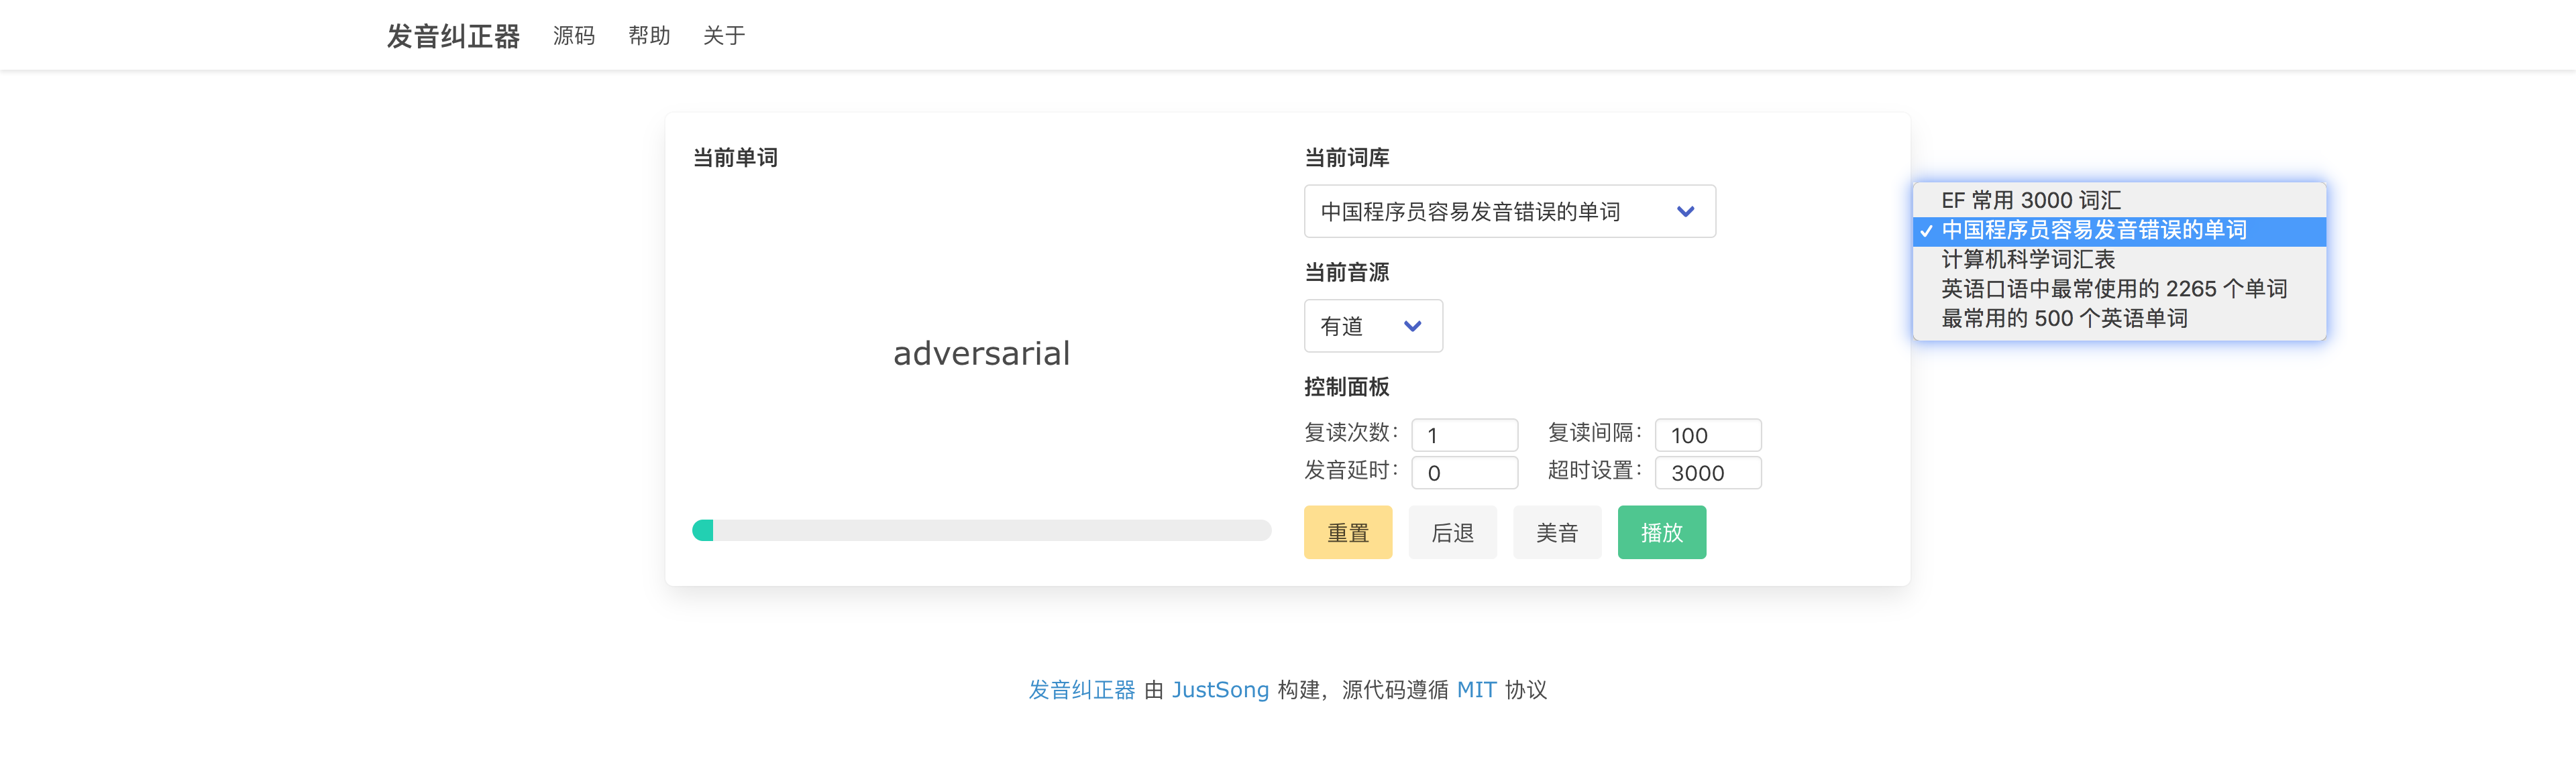 发音纠正器 源码 帮助 关于
当前单词
adversarial
当前词库
中国程序员容易发音错误的单词
当前音源
有道
控制面板
复读次数： 1 复读间隔： 100
发音延时： 0 超时设置： 3000
重置 后退 美音 播放
EF 常用 3000 词汇
✓ 中国程序员容易发音错误的单词
计算机科学词汇表
英语口语中最常使用的 2265 个单词
最常用的 500 个英语单词
发音纠正器 由 JustSong 构建，源代码遵循 MIT 协议